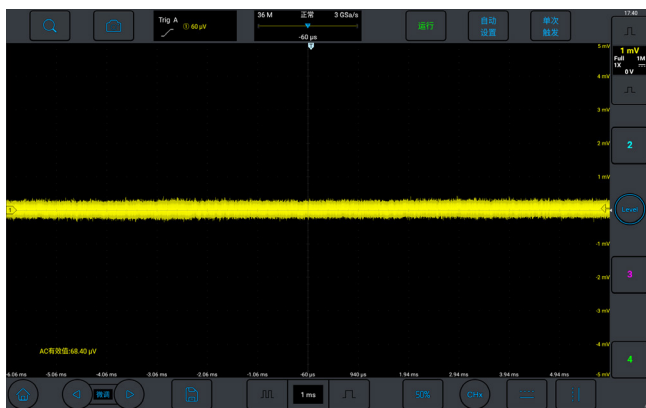 Trig A
① 60 μV
36 M 正常 3 GSa/s
-60 μs
运行
自动
设置
单次
触发
17:40
1 mV
Full 1M
1X
0 V
5 mV
4 mV
3 mV
2 mV
1 mV
-1 mV
-2 mV
-3 mV
-4 mV
-5 mV
2
Level
3
4
1
AC有效值:68.40 μV
-6.06 ms -5.06 ms -4.06 ms -3.06 ms -2.06 ms -1.06 ms -60 μs 940 μs 1.94 ms 2.94 ms 3.94 ms 4.94 ms
微调
1 ms
50%
CHx